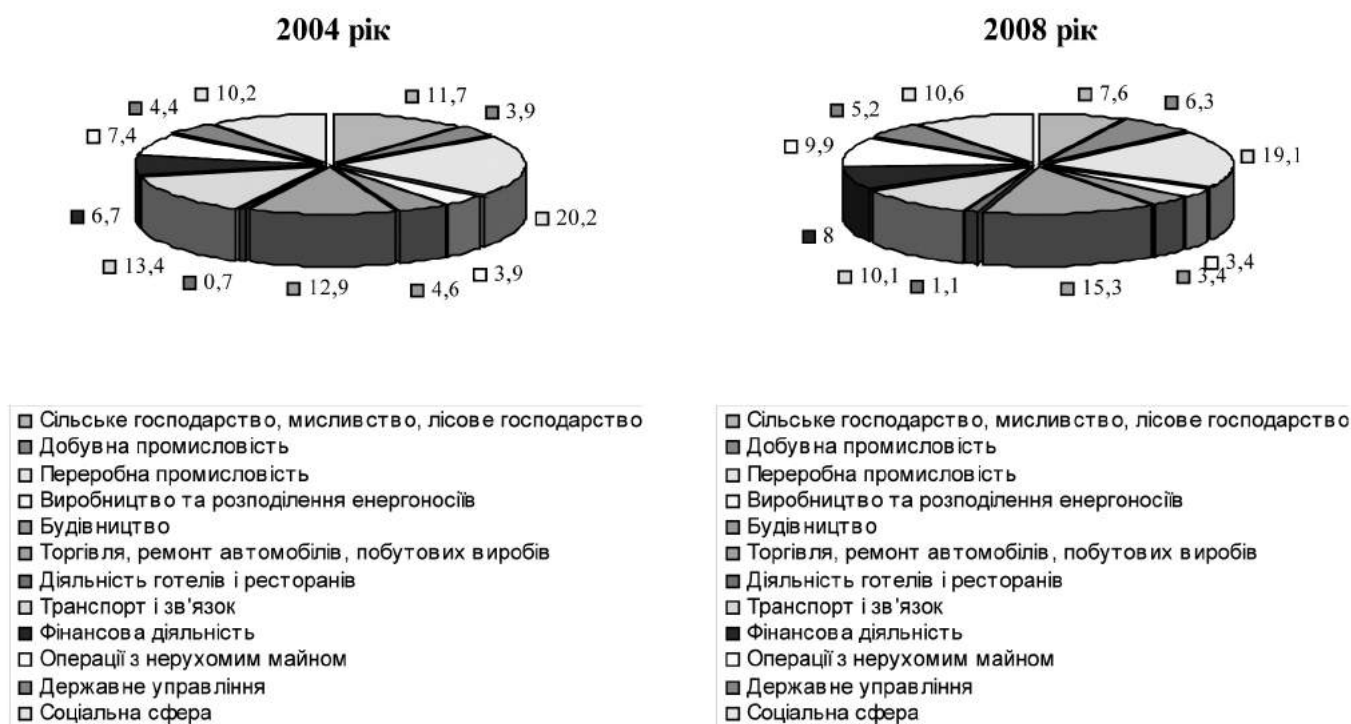 2004 рік
11,7
3,9
20,2
3,9
4,6
12,9
0,7
13,4
6,7
7,4
4,4
10,2
Сільське господарство, мисливство, лісове господарство
Добувна промисловість
Переробна промисловість
Виробництво та розподілення енергоносіїв
Будівництво
Торгівля, ремонт автомобілів, побутових виробів
Діяльність готелів і ресторанів
Транспорт і зв'язок
Фінансова діяльність
Операції з нерухомим майном
Державне управління
Соціальна сфера
2008 рік
7,6
6,3
19,1
3,4
3,4
15,3
1,1
10,1
8
9,9
5,2
10,6
Сільське господарство, мисливство, лісове господарство
Добувна промисловість
Переробна промисловість
Виробництво та розподілення енергоносіїв
Будівництво
Торгівля, ремонт автомобілів, побутових виробів
Діяльність готелів і ресторанів
Транспорт і зв'язок
Фінансова діяльність
Операції з нерухомим майном
Державне управління
Соціальна сфера